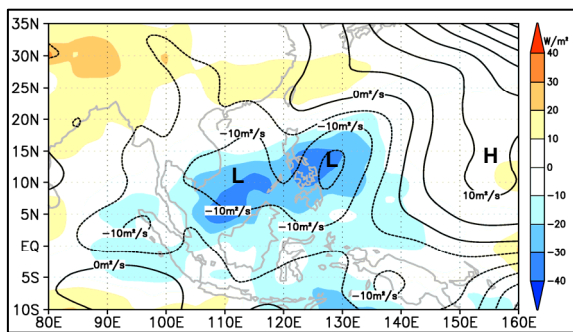 35N
30N
25N
20N
15N
10N
5N
EQ
5S
10S
80E
90E
100E
110E
120E
130E
140E
150E
160E
0m²/s
-10m²/s
-10m²/s
L
L
H
-10m²/s
10m²/s
-10m²/s
-10m²/s
0m²/s
-10m²/s
W/m²
40
30
20
10
0
-10
-20
-30
-40